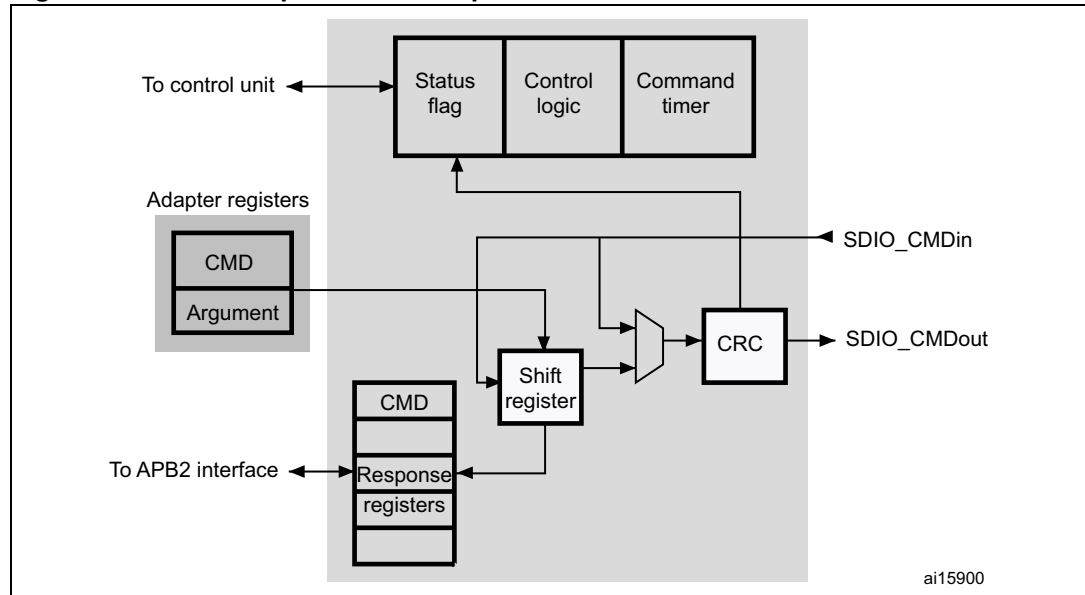 To control unit
Status
flag
Control
logic
Command
timer
Adapter registers
CMD
Argument
SDIO_CMDin
SDIO_CMDout
CRC
Shift
register
CMD
To APB2 interface
Response
registers
ai15900